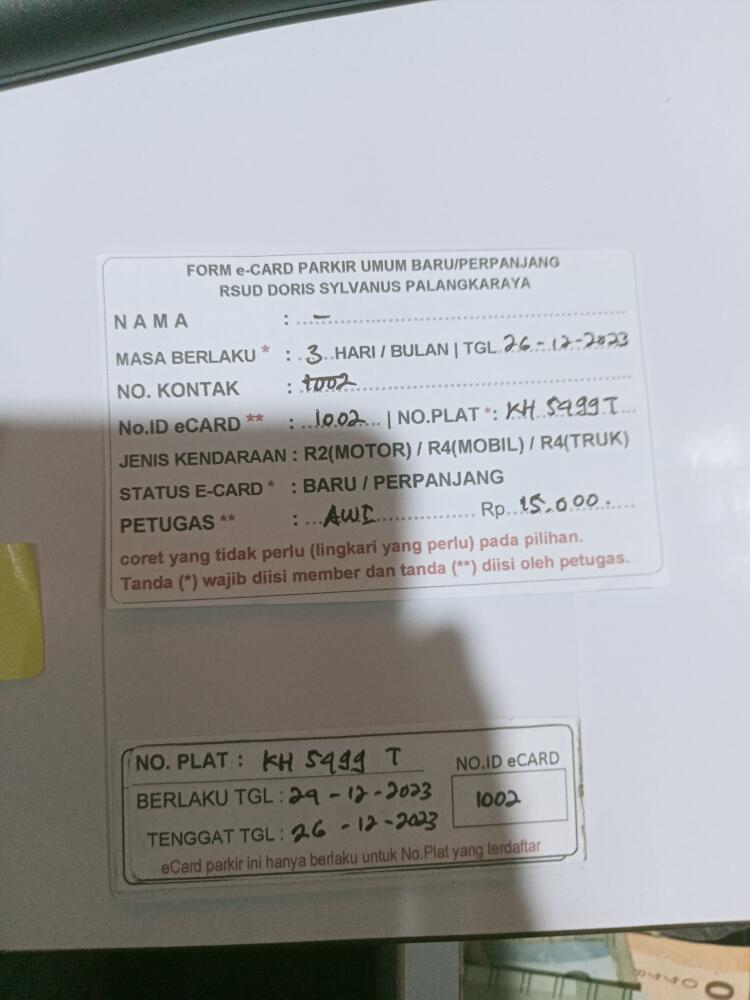 FORM e-CARD PARKIR UMUM BARU/PERPANJANG
RSUD DORIS SYLVANUS PALANGKARAYA
N A M A : -
MASA BERLAKU * : 3 HARI / BULAN | TGL 26-12-2023
NO. KONTAK : 1002
No.ID eCARD ** : 1002 | NO.PLAT *: KH 5499 T
JENIS KENDARAAN : R2(MOTOR) / R4(MOBIL) / R4(TRUK)
STATUS E-CARD * : BARU / PERPANJANG
PETUGAS ** : AWI Rp. 15.000.
coret yang tidak perlu (lingkari yang perlu) pada pilihan.
Tanda (*) wajib diisi member dan tanda (**) diisi oleh petugas.
NO. PLAT : KH 5499 T NO.ID eCARD
BERLAKU TGL : 24-12-2023 1002
TENGGAT TGL : 26-12-2023
eCard parkir ini hanya berlaku untuk No.Plat yang terdaftar